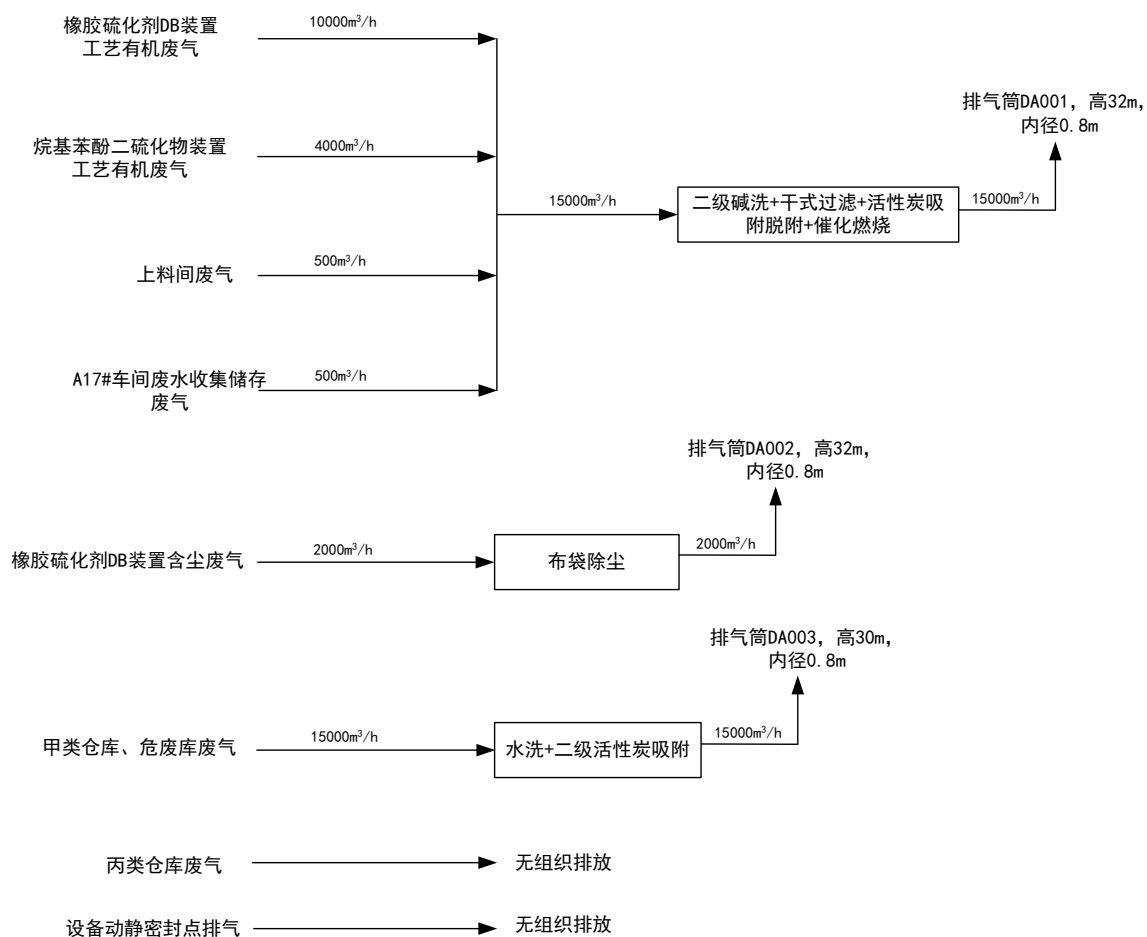 橡胶硫化剂DB装置
工艺有机废气
10000m³/h
烷基苯酚二硫化物装置
工艺有机废气
4000m³/h
上料间废气
500m³/h
A17#车间废水收集储存
废气
500m³/h
15000m³/h
二级碱洗+干式过滤+活性炭吸
附脱附+催化燃烧
15000m³/h
排气筒DA001，高32m，
内径0.8m
橡胶硫化剂DB装置含尘废气
2000m³/h
布袋除尘
2000m³/h
排气筒DA002，高32m，
内径0.8m
甲类仓库、危废库废气
15000m³/h
水洗+二级活性炭吸附
15000m³/h
排气筒DA003，高30m，
内径0.8m
丙类仓库废气
无组织排放
设备动静密封点排气
无组织排放